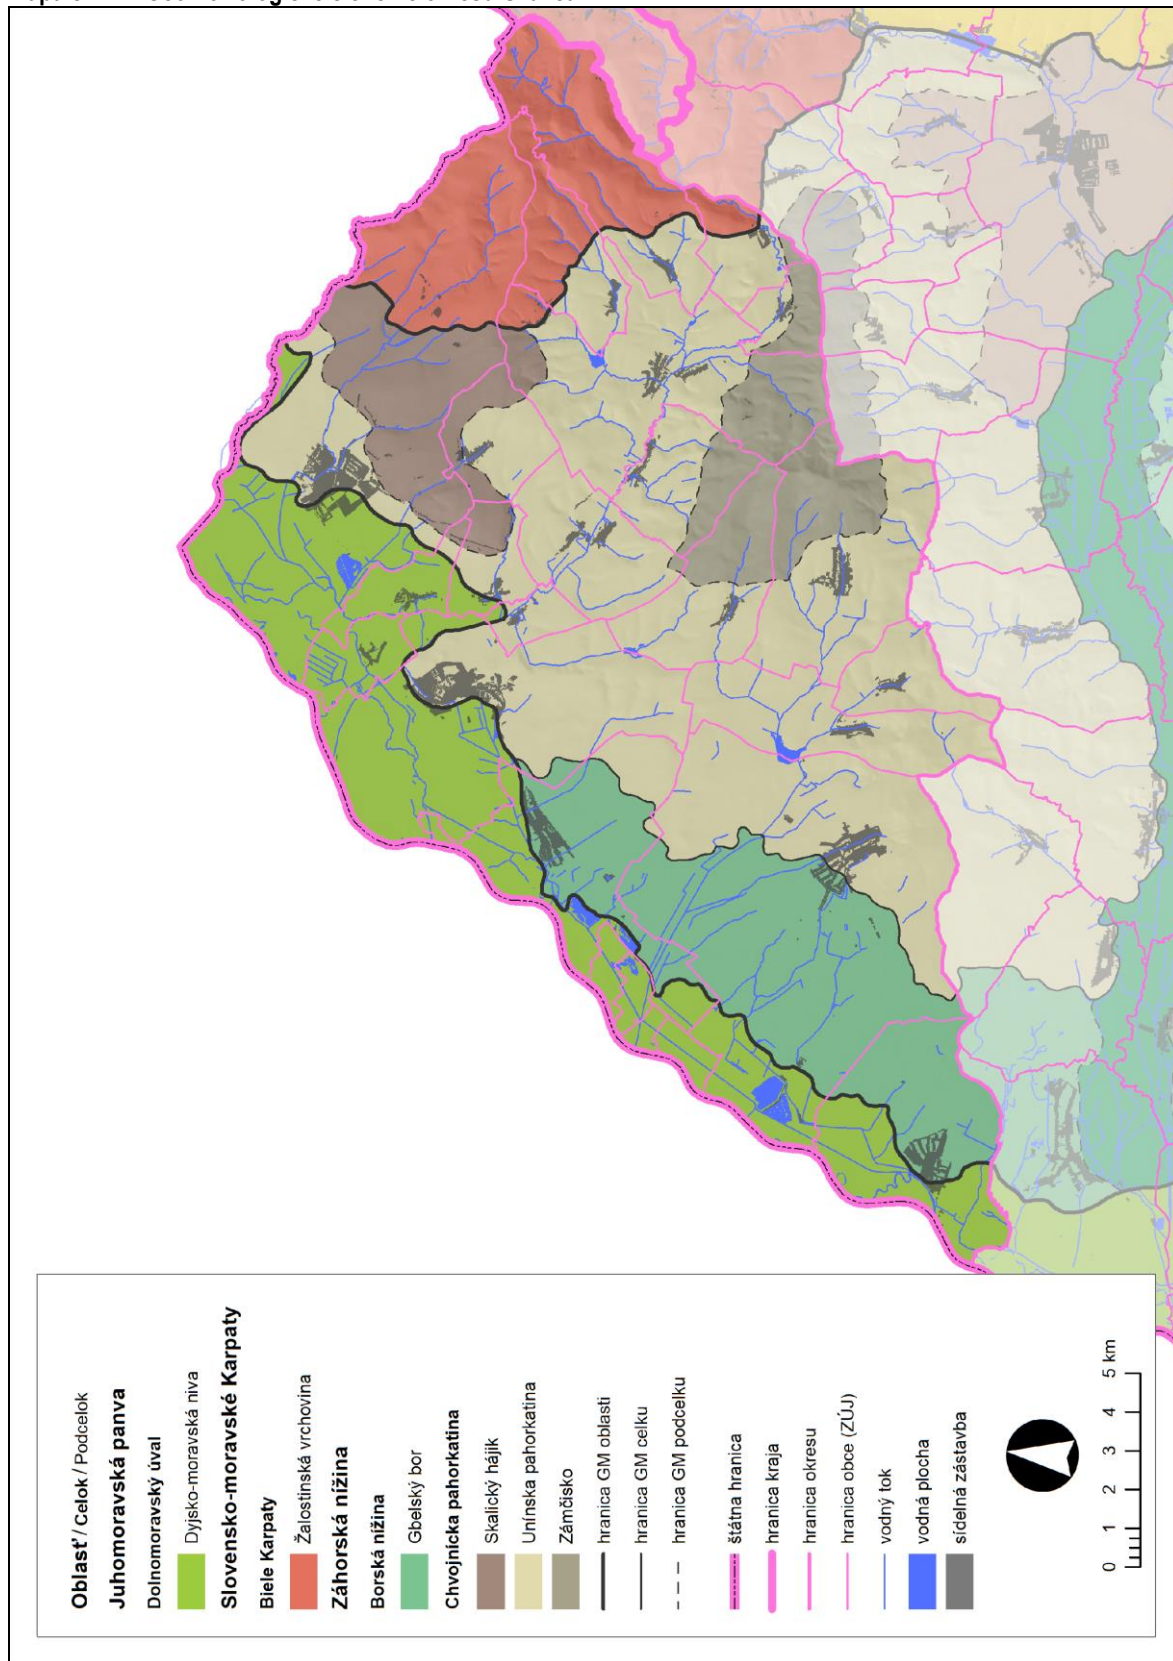 Oblasť / Celok / Podcelok
Juhomoravská panva
Dolnomoravský úval
Dyjsko-moravská niva
Slovensko-moravské Karpaty
Biele Karpaty
Žalostinská vrchovina
Záhorská nížina
Borská nížina
Gbelský bor
Chvojnicka pahorkatina
Skalický hájik
Unínska pahorkatina
Zámčisko
hranica GM oblasti
hranica GM celku
hranica GM podcelku
štátna hranica
hranica kraja
hranica okresu
hranica obce (ZÚJ)
vodný tok
vodná plocha
sídelná zástavba
0 1 2 3 4 5 km